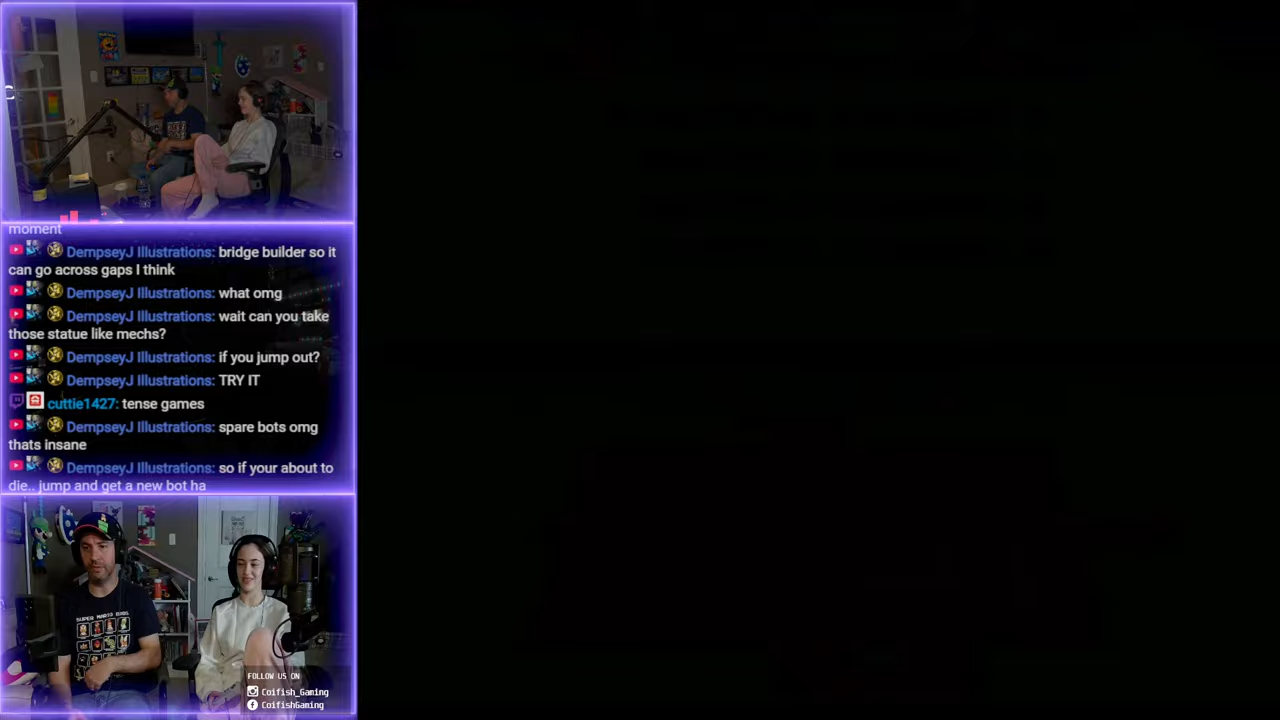 moment
DempseyJ Illustrations: bridge builder so it
can go across gaps I think
DempseyJ Illustrations: what omg
DempseyJ Illustrations: wait can you take
those statue like mechs?
DempseyJ Illustrations: if you jump out?
DempseyJ Illustrations: TRY IT
cuttie1427: tense games
DempseyJ Illustrations: spare bots omg
thats insane
DempseyJ Illustrations: so if your about to
die.. jump and get a new bot ha
SUPER MARIO BROS.
FOLLOW US ON
Coifish_Gaming
CoifishGaming